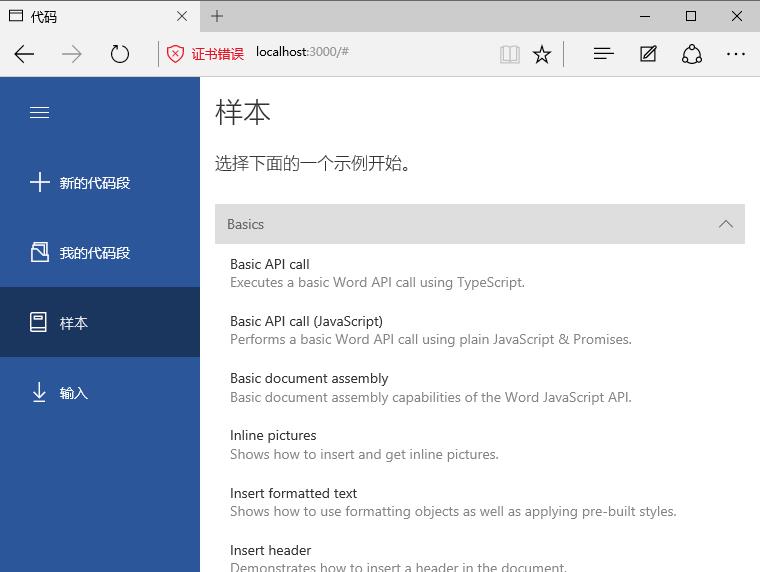 代码
证书错误 localhost:3000/#
样本
选择下面的一个示例开始。
新的代码段
我的代码段
样本
输入
Basics
Basic API call
Executes a basic Word API call using TypeScript.
Basic API call (JavaScript)
Performs a basic Word API call using plain JavaScript & Promises.
Basic document assembly
Basic document assembly capabilities of the Word JavaScript API.
Inline pictures
Shows how to insert and get inline pictures.
Insert formatted text
Shows how to use formatting objects as well as applying pre-built styles.
Insert header
Demonstrates how to insert a header in the document.